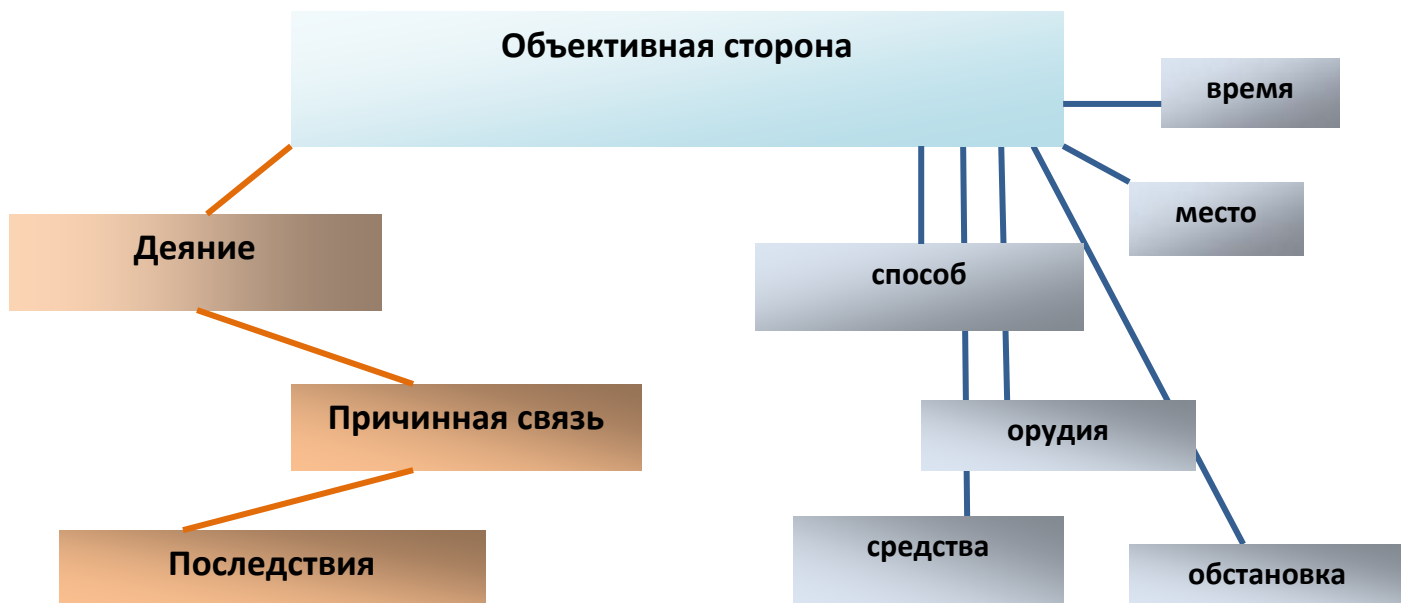 Объективная сторона
время
место
Деяние
способ
Причинная связь
орудия
средства
Последствия
обстановка